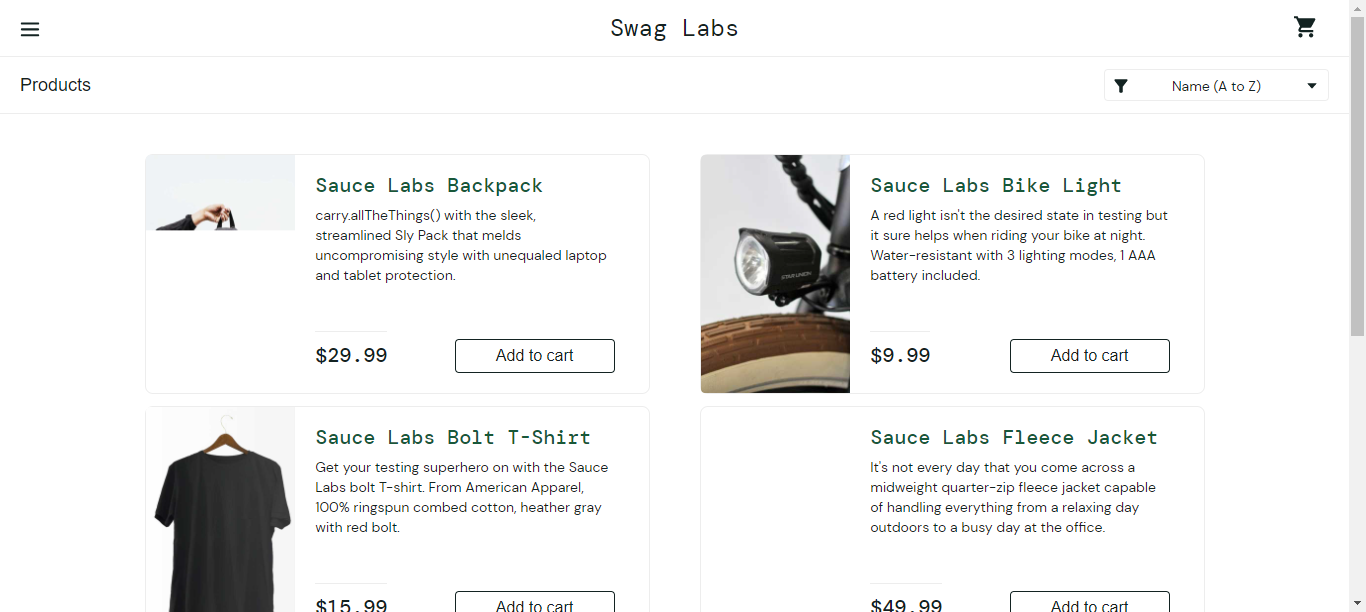 Swag Labs
Products
Name (A to Z)
Sauce Labs Backpack
carry.allTheThings() with the sleek,
streamlined Sly Pack that melds
uncompromising style with unequaled laptop
and tablet protection.
$29.99
Add to cart
Sauce Labs Bike Light
A red light isn't the desired state in testing but
it sure helps when riding your bike at night.
Water-resistant with 3 lighting modes, 1 AAA
battery included.
$9.99
Add to cart
STAR UNION
Sauce Labs Bolt T-Shirt
Get your testing superhero on with the Sauce
Labs bolt T-shirt. From American Apparel,
100% ringspun combed cotton, heather gray
with red bolt.
$15.99
Add to cart
Sauce Labs Fleece Jacket
It's not every day that you come across a
midweight quarter-zip fleece jacket capable
of handling everything from a relaxing day
outdoors to a busy day at the office.
$49.99
Add to cart